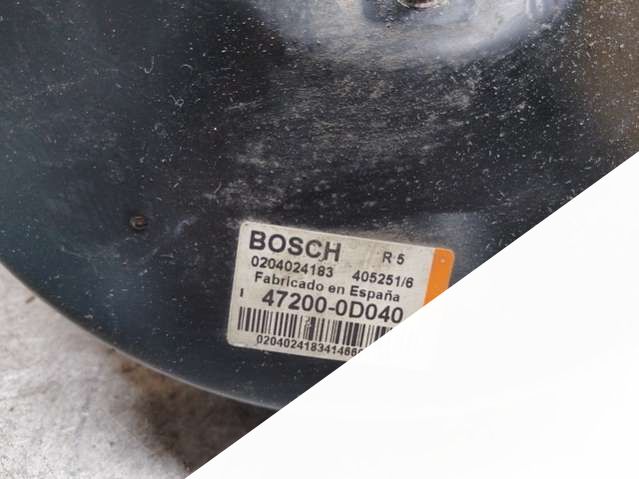 BOSCH R 5
0204024183 405251/6
Fabricado en España
47200-0D040